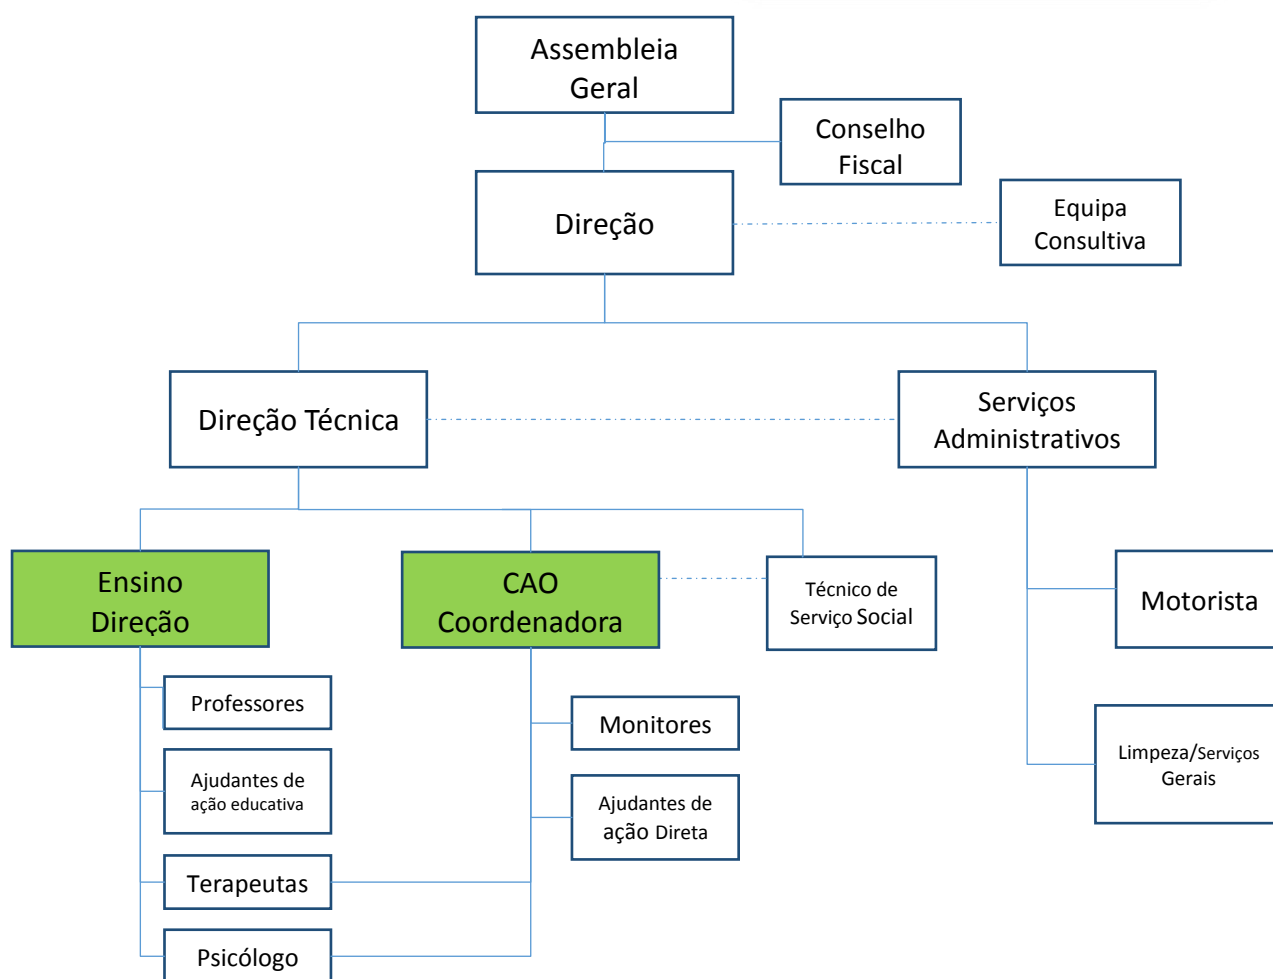 Assembleia
Geral
Conselho
Fiscal
Direção
Equipa
Consultiva
Direção Técnica
Serviços
Administrativos
Ensino
Direção
CAO
Coordenadora
Técnico de
Serviço Social
Motorista
Professores
Monitores
Limpeza/Serviços
Gerais
Ajudantes de
ação educativa
Ajudantes de
ação Direta
Terapeutas
Psicólogo